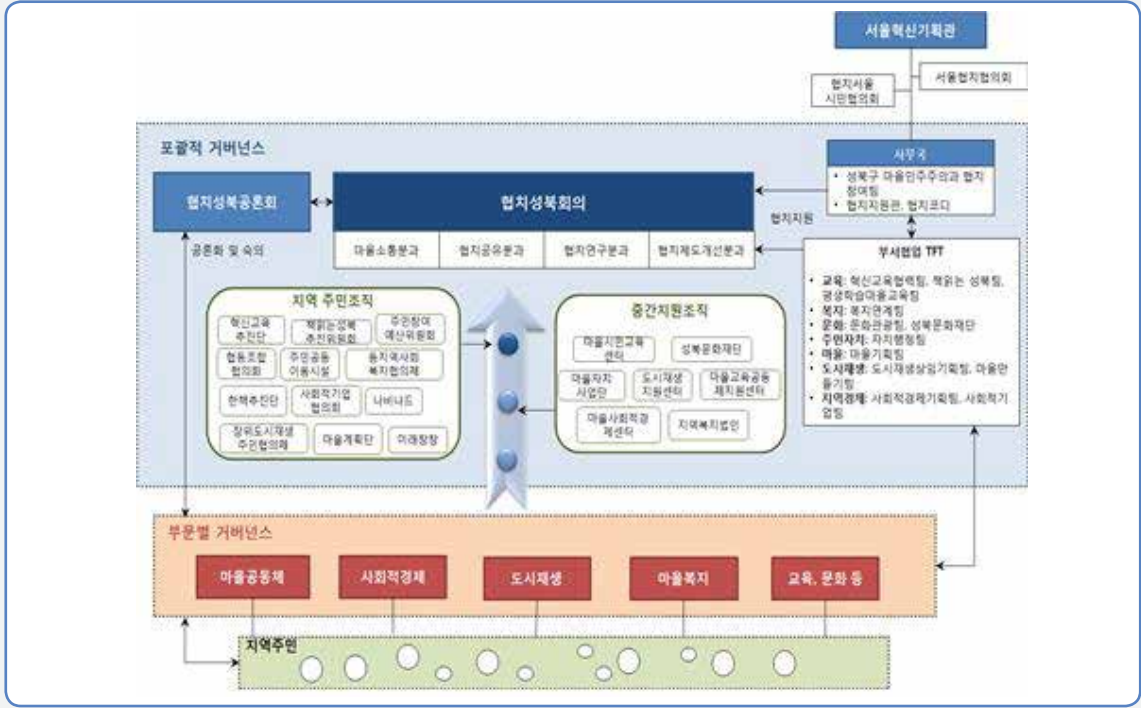 서울혁신기획관
협치서울
시민협의회
서울협치협의회
포괄적 거버넌스
사무국
• 성북구 마을민주주의과 협치
참여팀
• 협치지원관, 협치코디
협치성북공론회
협치성북회의
협치지원
공론화 및 숙의
마을소통분과
협치공유분과
협치연구분과
협치제도개선분과
부서협업 TFT
• 교육: 혁신교육협력팀, 책읽는 성북팀,
평생학습마을교육팀
• 복지: 복지연계팀
• 문화: 문화관광팀, 성북문화재단
• 주민자치: 자치행정팀
• 마을: 마을기획팀
• 도시재생: 도시재생상임기획팀, 마을만
들기팀
• 지역경제: 사회적경제기획팀, 사회적기
업팀
지역 주민조직
혁신교육
추진단
책읽는성북
추진위원회
주민참여
예산위원회
협동조합
협의회
주민공동
이용시설
동지역사회
복지협의체
한책추진단
사회적기업
협의회
장위도시재생
주민협의체
마을계획단
중간지원조직
마을시민교육
센터
성북문화재단
마을자치
사업단
도시재생
지원센터
마을교육공동
체지원센터
마을사회적경
제센터
지역복지법인
부문별 거버넌스
마을공동체
사회적경제
도시재생
마을복지
교육, 문화 등
지역주민